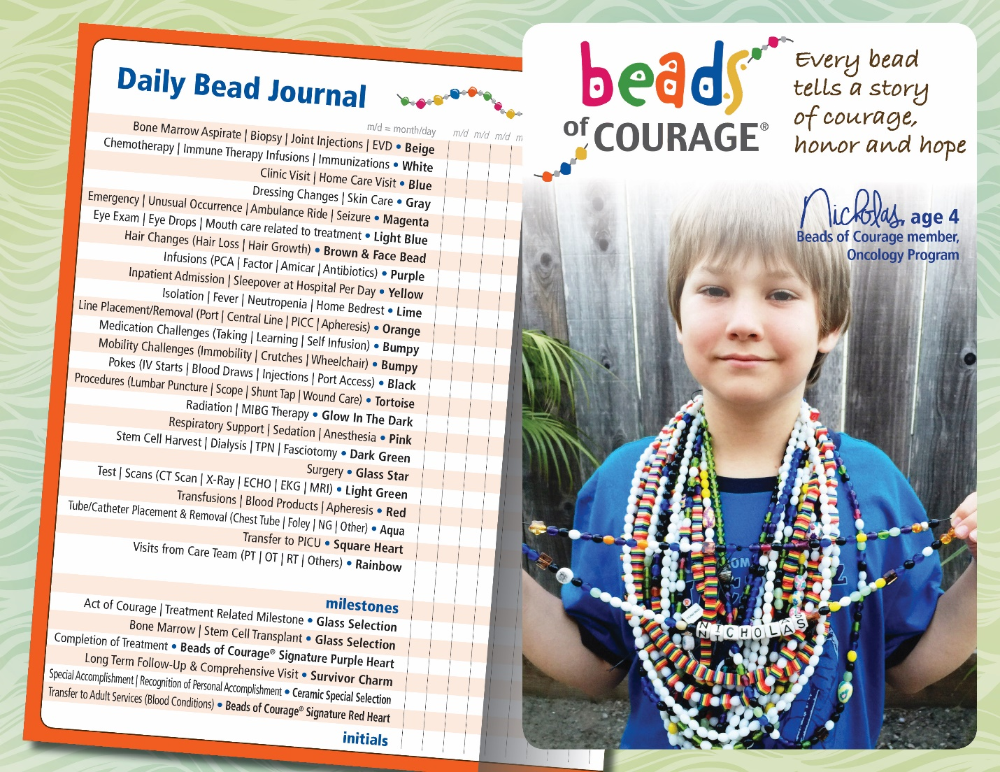 Daily Bead Journal
m/d = month/day
m/d m/d m/d
Bone Marrow Aspirate | Biopsy | Joint Injections | EVD • Beige
Chemotherapy | Immune Therapy Infusions | Immunizations • White
Clinic Visit | Home Care Visit • Blue
Dressing Changes | Skin Care • Gray
Emergency | Unusual Occurrence | Ambulance Ride | Seizure • Magenta
Eye Exam | Eye Drops | Mouth care related to treatment • Light Blue
Hair Changes (Hair Loss | Hair Growth) • Brown & Face Bead
Infusions (PCA | Factor | Amicar | Antibiotics) • Purple
Inpatient Admission | Sleepover at Hospital Per Day • Yellow
Isolation | Fever | Neutropenia | Home Bedrest • Lime
Line Placement/Removal (Port | Central Line | PICC | Apheresis) • Orange
Medication Challenges (Taking | Learning | Self Infusion) • Bumpy
Mobility Challenges (Immobility | Crutches | Wheelchair) • Bumpy
Pokes (IV Starts | Blood Draws | Injections | Port Access) • Black
Procedures (Lumbar Puncture | Scope | Shunt Tap | Wound Care) • Tortoise
Radiation | MIBG Therapy • Glow In The Dark
Respiratory Support | Sedation | Anesthesia • Pink
Stem Cell Harvest | Dialysis | TPN | Fasciotomy • Dark Green
Surgery • Glass Star
Test | Scans (CT Scan | X-Ray | ECHO | EKG | MRI) • Light Green
Transfusions | Blood Products | Apheresis • Red
Tube/Catheter Placement & Removal (Chest Tube | Foley | NG | Other) • Aqua
Transfer to PICU • Square Heart
Visits from Care Team (PT | OT | RT | Others) • Rainbow
milestones
Act of Courage | Treatment Related Milestone • Glass Selection
Bone Marrow | Stem Cell Transplant • Glass Selection
Completion of Treatment • Beads of Courage® Signature Purple Heart
Long Term Follow-Up & Comprehensive Visit • Survivor Charm
Special Accomplishment | Recognition of Personal Accomplishment • Ceramic Special Selection
Transfer to Adult Services (Blood Conditions) • Beads of Courage® Signature Red Heart
initials
beads
of COURAGE®
Every bead
tells a story
of courage,
honor and hope
Nicholas, age 4
Beads of Courage member,
Oncology Program
NICHOLAS